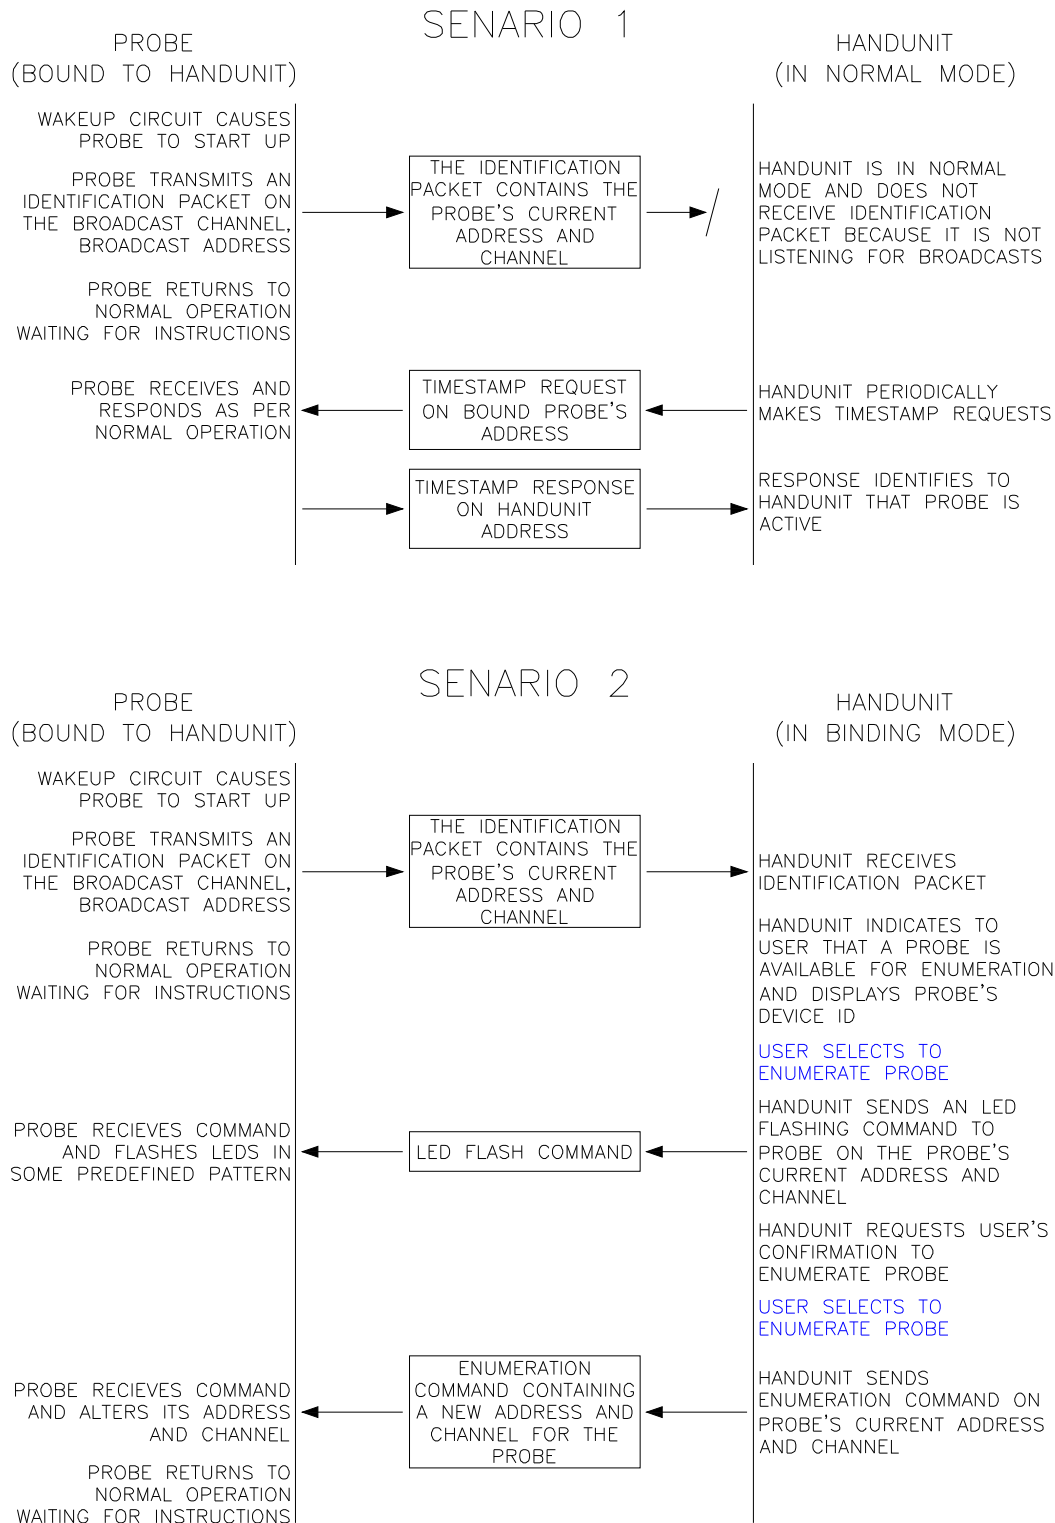 SENARIO 1
PROBE
(BOUND TO HANDUNIT)
HANDUNIT
(IN NORMAL MODE)
WAKEUP CIRCUIT CAUSES
PROBE TO START UP
PROBE TRANSMITS AN
IDENTIFICATION PACKET ON
THE BROADCAST CHANNEL,
BROADCAST ADDRESS
THE IDENTIFICATION
PACKET CONTAINS THE
PROBE'S CURRENT
ADDRESS AND
CHANNEL
HANDUNIT IS IN NORMAL
MODE AND DOES NOT
RECEIVE IDENTIFICATION
PACKET BECAUSE IT IS NOT
LISTENING FOR BROADCASTS
PROBE RETURNS TO
NORMAL OPERATION
WAITING FOR INSTRUCTIONS
PROBE RECEIVES AND
RESPONDS AS PER
NORMAL OPERATION
TIMESTAMP REQUEST
ON BOUND PROBE'S
ADDRESS
HANDUNIT PERIODICALLY
MAKES TIMESTAMP REQUESTS
TIMESTAMP RESPONSE
ON HANDUNIT
ADDRESS
RESPONSE IDENTIFIES TO
HANDUNIT THAT PROBE IS
ACTIVE
SENARIO 2
PROBE
(BOUND TO HANDUNIT)
HANDUNIT
(IN BINDING MODE)
WAKEUP CIRCUIT CAUSES
PROBE TO START UP
PROBE TRANSMITS AN
IDENTIFICATION PACKET ON
THE BROADCAST CHANNEL,
BROADCAST ADDRESS
THE IDENTIFICATION
PACKET CONTAINS THE
PROBE'S CURRENT
ADDRESS AND
CHANNEL
HANDUNIT RECEIVES
IDENTIFICATION PACKET
PROBE RETURNS TO
NORMAL OPERATION
WAITING FOR INSTRUCTIONS
HANDUNIT INDICATES TO
USER THAT A PROBE IS
AVAILABLE FOR ENUMERATION
AND DISPLAYS PROBE'S
DEVICE ID
USER SELECTS TO
ENUMERATE PROBE
PROBE RECIEVES COMMAND
AND FLASHES LEDS IN
SOME PREDEFINED PATTERN
LED FLASH COMMAND
HANDUNIT SENDS AN LED
FLASHING COMMAND TO
PROBE ON THE PROBE'S
CURRENT ADDRESS AND
CHANNEL
HANDUNIT REQUESTS USER'S
CONFIRMATION TO
ENUMERATE PROBE
USER SELECTS TO
ENUMERATE PROBE
PROBE RECIEVES COMMAND
AND ALTERS ITS ADDRESS
AND CHANNEL
ENUMERATION
COMMAND CONTAINING
A NEW ADDRESS AND
CHANNEL FOR THE
PROBE
HANDUNIT SENDS
ENUMERATION COMMAND ON
PROBE'S CURRENT ADDRESS
AND CHANNEL
PROBE RETURNS TO
NORMAL OPERATION
WAITING FOR INSTRUCTIONS